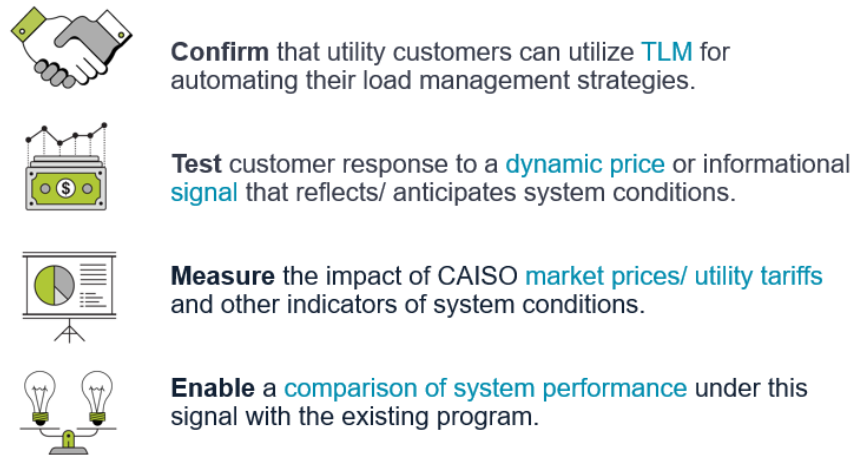 Confirm that utility customers can utilize TLM for
automating their load management strategies.
$
Test customer response to a dynamic price or informational
signal that reflects/ anticipates system conditions.
Measure the impact of CAISO market prices/ utility tariffs
and other indicators of system conditions.
Enable a comparison of system performance under this
signal with the existing program.